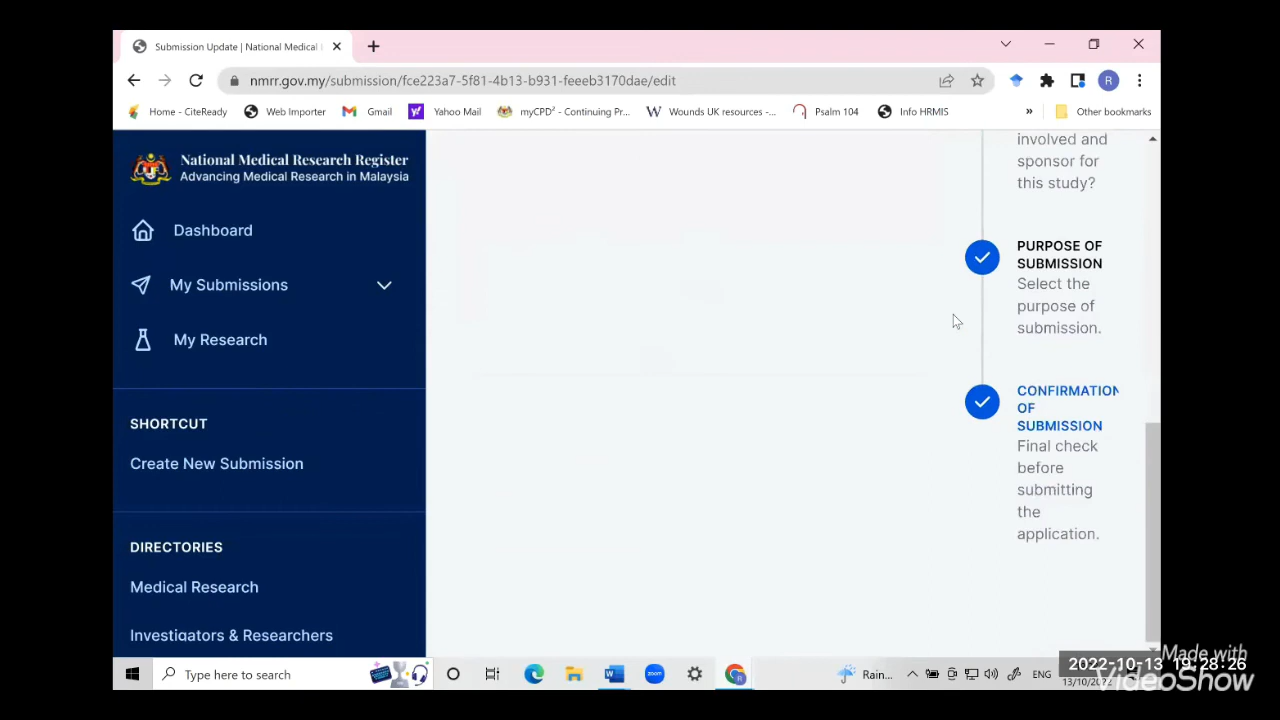 Submission Update | National Medical
nmrr.gov.my/submission/fce223a7-5f81-4b13-b931-feeeb3170dae/edit
R
Home - CiteReady
Web Importer
Gmail
Yahoo Mail
myCPD² - Continuing Pr...
Wounds UK resources -...
Psalm 104
Info HRMIS
»
Other bookmarks
National Medical Research Register
Advancing Medical Research in Malaysia
Dashboard
My Submissions
My Research
SHORTCUT
Create New Submission
DIRECTORIES
Medical Research
Investigators & Researchers
involved and
sponsor for
this study?
PURPOSE OF
SUBMISSION
Select the
purpose of
submission.
CONFIRMATION
OF
SUBMISSION
Final check
before
submitting
the
application.
Type here to search
zoom
Rain...
ENG
13/10/2022
2022-10-13 19:28:26
Made with
VideoShow